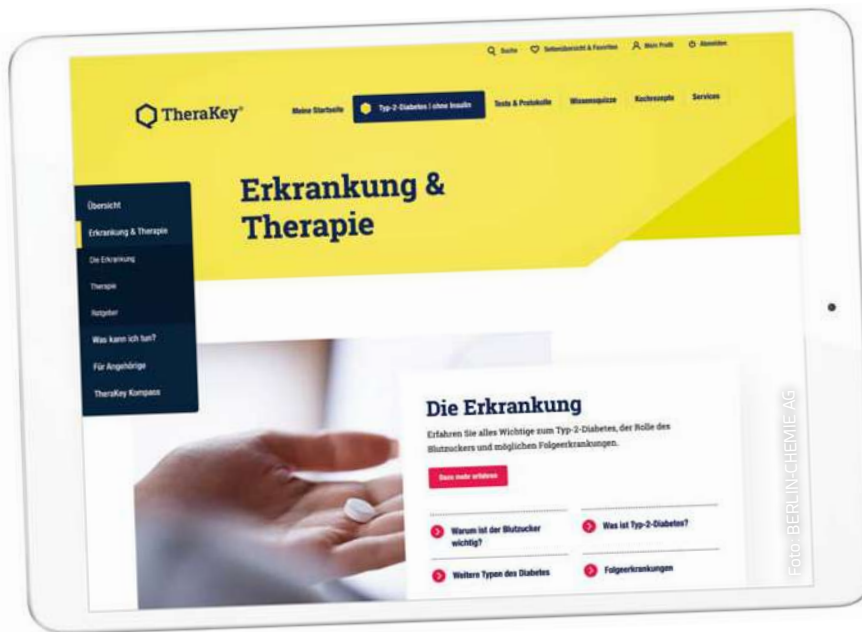 Suche
Seitenübersicht & Favoriten
Mein Profil
Abmelden
TheraKey®
Meine Startseite
Typ-2-Diabetes | ohne Insulin
Tests & Protokolle
Wissensquizze
Kochrezepte
Services
Erkrankung &
Therapie
Übersicht
Erkrankung & Therapie
Die Erkrankung
Therapie
Ratgeber
Was kann ich tun?
Für Angehörige
TheraKey Kompass
Die Erkrankung
Erfahren Sie alles Wichtige zum Typ-2-Diabetes, der Rolle des
Blutzuckers und möglichen Folgeerkrankungen.
Dazu mehr erfahren
Warum ist der Blutzucker
wichtig?
Was ist Typ-2-Diabetes?
Weitere Typen des Diabetes
Folgeerkrankungen
Foto: BERLIN-CHEMIE AG